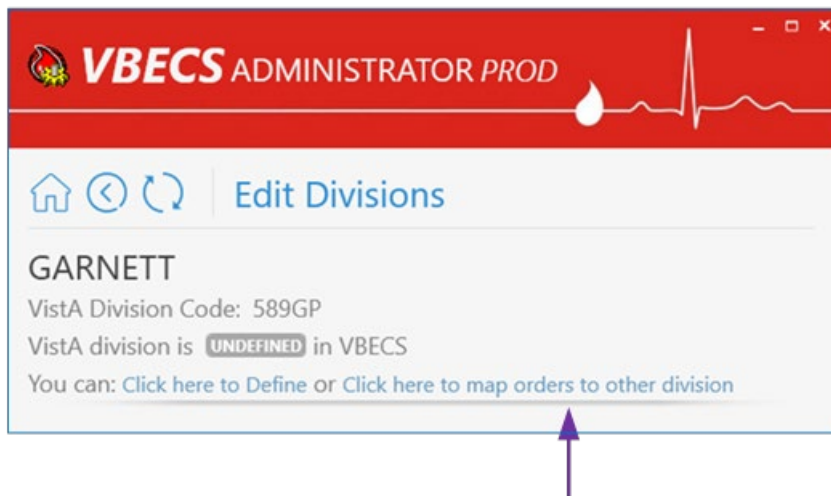 VBECS ADMINISTRATOR PROD
Edit Divisions
GARNETT
VistA Division Code: 589GP
VistA division is UNDEFINED in VBECS
You can: Click here to Define or Click here to map orders to other division